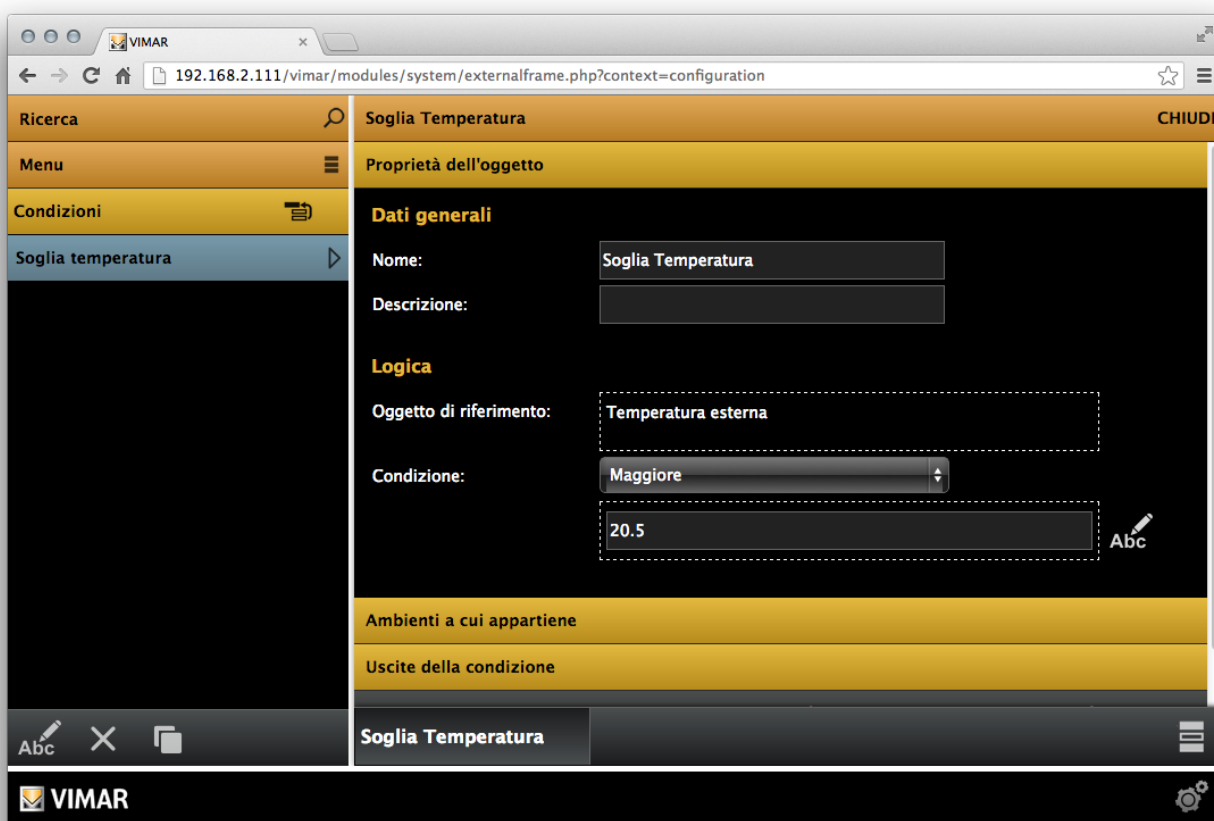 VIMAR
192.168.2.111/vimar/modules/system/externalframe.php?context=configuration
Ricerca
Menu
Condizioni
Soglia temperatura
Soglia Temperatura
CHIUDI
Proprietà dell'oggetto
Dati generali
Nome: Soglia Temperatura
Descrizione:
Logica
Oggetto di riferimento: Temperatura esterna
Condizione: Maggiore
20.5
Abc
Ambienti a cui appartiene
Uscite della condizione
Abc
Soglia Temperatura
VIMAR